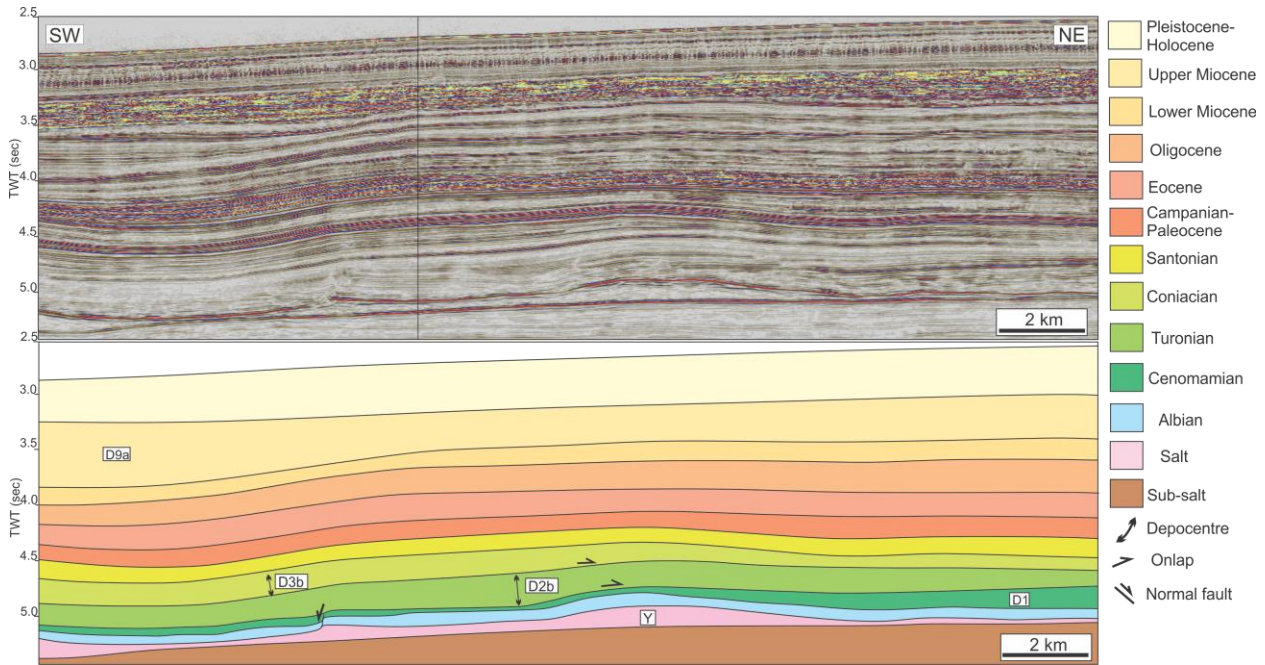 2.5
SW
NE
3.0
3.5
TWT (sec)
4.0
4.5
5.0
2 km
2.5
3.0
3.5
D9a
TWT (sec)
4.0
4.5
D3b
D2b
5.0
D1
Y
2 km
Pleistocene-
Holocene
Upper Miocene
Lower Miocene
Oligocene
Eocene
Campanian-
Paleocene
Santonian
Coniacian
Turonian
Cenomamian
Albian
Salt
Sub-salt
Depocentre
Onlap
Normal fault